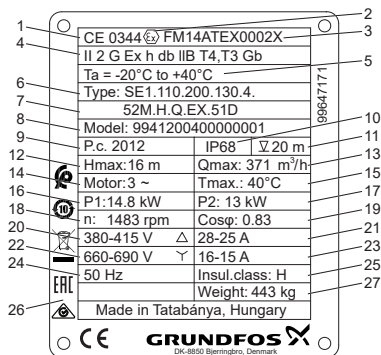 1 CE 0344 Ex FM14ATEX0002X 2 3
4 II 2 G Ex h db IIB T4,T3 Gb
Ta = -20°C to +40°C 5
6 Type: SE1.110.200.130.4.
7 52M.H.Q.EX.51D
8 Model: 9941200400000001 10
9 P.c. 2012 IP68 20 m 11
12 Hmax:16 m Qmax: 371 m³/h 13
14 Motor:3 ~ Tmax.: 40°C 15
16 P1:14.8 kW P2: 13 kW 17
18 n: 1483 rpm Cosφ: 0.83 19
20 380-415 V △ 28-25 A 21
22 660-690 V Y 16-15 A 23
24 50 Hz Insul.class: H 25
Weight: 443 kg 27
26 Made in Tatabánya, Hungary
99647171
10
EAC
CE GRUNDFOS
DK-8850 Bjerringbro, Denmark